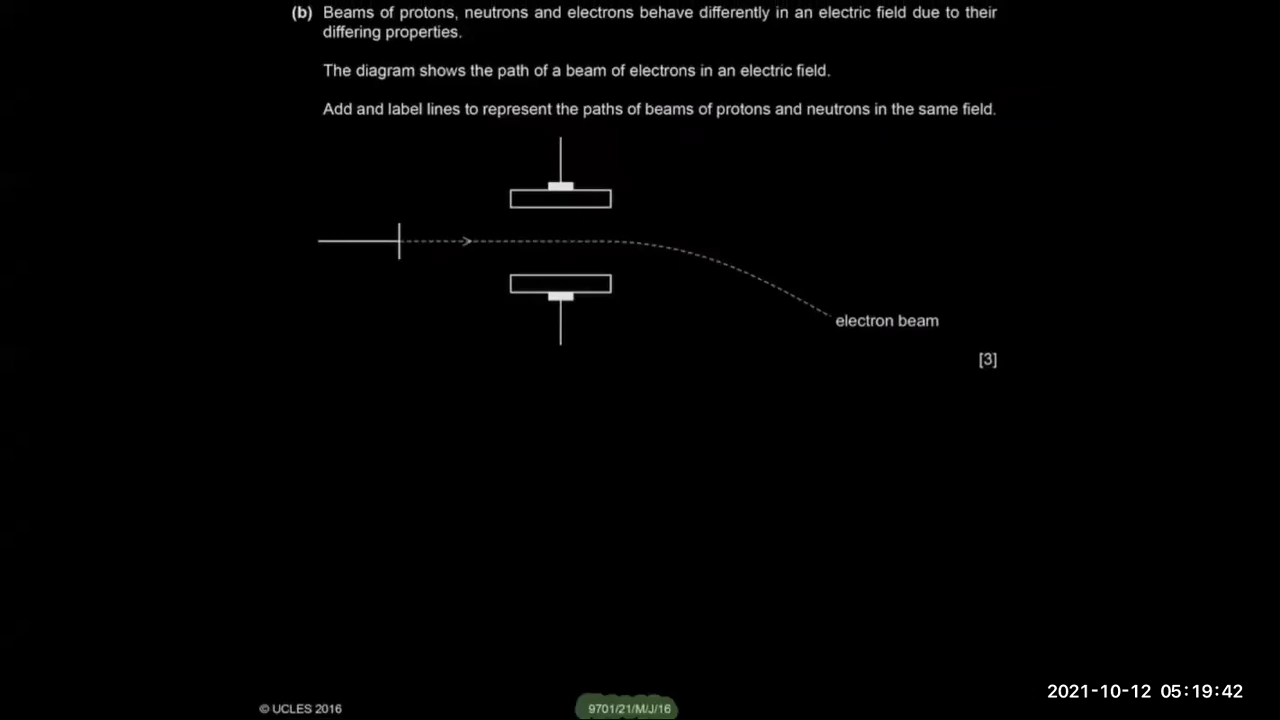 (b) Beams of protons, neutrons and electrons behave differently in an electric field due to their
differing properties.
The diagram shows the path of a beam of electrons in an electric field.
Add and label lines to represent the paths of beams of protons and neutrons in the same field.
electron beam
[3]
2021-10-12 05:19:42
© UCLES 2016
9701/21/M/J/16